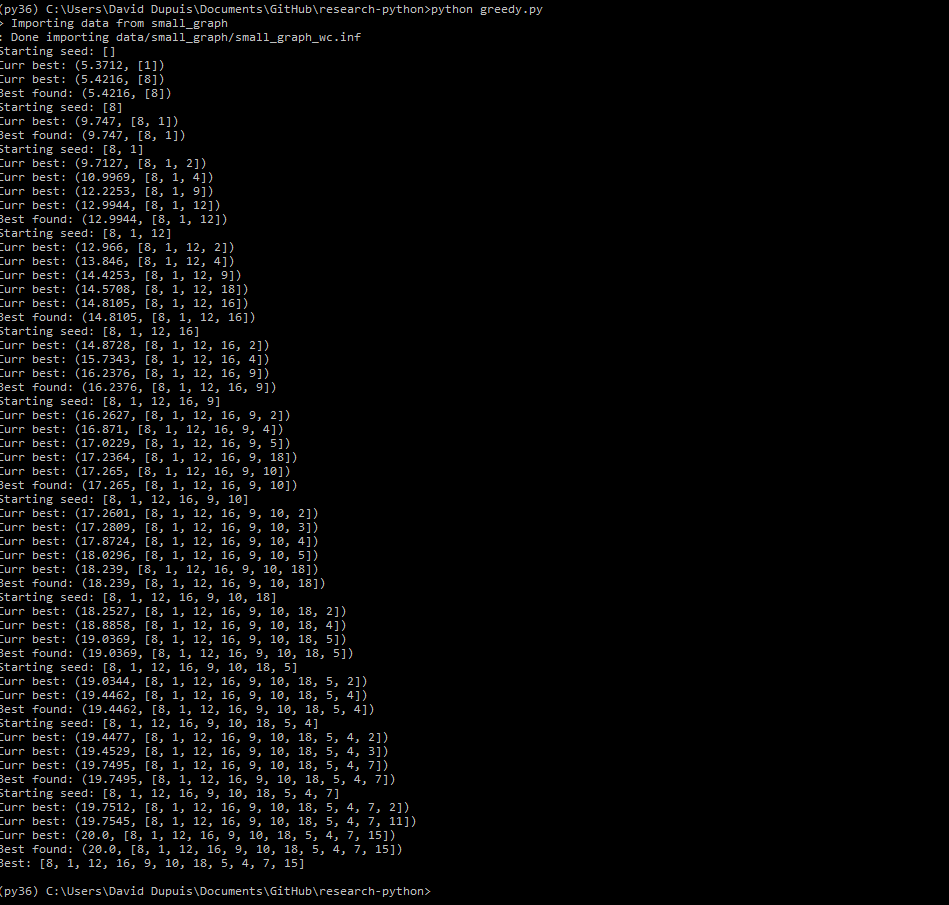 (py36) C:\Users\David Dupuis\Documents\GitHub\research-python>python greedy.py
> Importing data from small_graph
: Done importing data/small_graph/small_graph_wc.inf
Starting seed: []
Curr best: (5.3712, [1])
Curr best: (5.4216, [8])
Best found: (5.4216, [8])
Starting seed: [8]
Curr best: (9.747, [8, 1])
Best found: (9.747, [8, 1])
Starting seed: [8, 1]
Curr best: (9.7127, [8, 1, 2])
Curr best: (10.9969, [8, 1, 4])
Curr best: (12.2253, [8, 1, 9])
Curr best: (12.9944, [8, 1, 12])
Best found: (12.9944, [8, 1, 12])
Starting seed: [8, 1, 12]
Curr best: (12.966, [8, 1, 12, 2])
Curr best: (13.846, [8, 1, 12, 4])
Curr best: (14.4253, [8, 1, 12, 9])
Curr best: (14.5708, [8, 1, 12, 18])
Curr best: (14.8105, [8, 1, 12, 16])
Best found: (14.8105, [8, 1, 12, 16])
Starting seed: [8, 1, 12, 16]
Curr best: (14.8728, [8, 1, 12, 16, 2])
Curr best: (15.7343, [8, 1, 12, 16, 4])
Curr best: (16.2376, [8, 1, 12, 16, 9])
Best found: (16.2376, [8, 1, 12, 16, 9])
Starting seed: [8, 1, 12, 16, 9]
Curr best: (16.2627, [8, 1, 12, 16, 9, 2])
Curr best: (16.871, [8, 1, 12, 16, 9, 4])
Curr best: (17.0229, [8, 1, 12, 16, 9, 5])
Curr best: (17.2364, [8, 1, 12, 16, 9, 18])
Curr best: (17.265, [8, 1, 12, 16, 9, 10])
Best found: (17.265, [8, 1, 12, 16, 9, 10])
Starting seed: [8, 1, 12, 16, 9, 10]
Curr best: (17.2601, [8, 1, 12, 16, 9, 10, 2])
Curr best: (17.2809, [8, 1, 12, 16, 9, 10, 3])
Curr best: (17.8724, [8, 1, 12, 16, 9, 10, 4])
Curr best: (18.0296, [8, 1, 12, 16, 9, 10, 5])
Curr best: (18.239, [8, 1, 12, 16, 9, 10, 18])
Best found: (18.239, [8, 1, 12, 16, 9, 10, 18])
Starting seed: [8, 1, 12, 16, 9, 10, 18]
Curr best: (18.2527, [8, 1, 12, 16, 9, 10, 18, 2])
Curr best: (18.8858, [8, 1, 12, 16, 9, 10, 18, 4])
Curr best: (19.0369, [8, 1, 12, 16, 9, 10, 18, 5])
Best found: (19.0369, [8, 1, 12, 16, 9, 10, 18, 5])
Starting seed: [8, 1, 12, 16, 9, 10, 18, 5]
Curr best: (19.0344, [8, 1, 12, 16, 9, 10, 18, 5, 2])
Curr best: (19.4462, [8, 1, 12, 16, 9, 10, 18, 5, 4])
Best found: (19.4462, [8, 1, 12, 16, 9, 10, 18, 5, 4])
Starting seed: [8, 1, 12, 16, 9, 10, 18, 5, 4]
Curr best: (19.4477, [8, 1, 12, 16, 9, 10, 18, 5, 4, 2])
Curr best: (19.4529, [8, 1, 12, 16, 9, 10, 18, 5, 4, 3])
Curr best: (19.7495, [8, 1, 12, 16, 9, 10, 18, 5, 4, 7])
Best found: (19.7495, [8, 1, 12, 16, 9, 10, 18, 5, 4, 7])
Starting seed: [8, 1, 12, 16, 9, 10, 18, 5, 4, 7]
Curr best: (19.7512, [8, 1, 12, 16, 9, 10, 18, 5, 4, 7, 2])
Curr best: (19.7545, [8, 1, 12, 16, 9, 10, 18, 5, 4, 7, 11])
Curr best: (20.0, [8, 1, 12, 16, 9, 10, 18, 5, 4, 7, 15])
Best found: (20.0, [8, 1, 12, 16, 9, 10, 18, 5, 4, 7, 15])
Best: [8, 1, 12, 16, 9, 10, 18, 5, 4, 7, 15]
(py36) C:\Users\David Dupuis\Documents\GitHub\research-python>